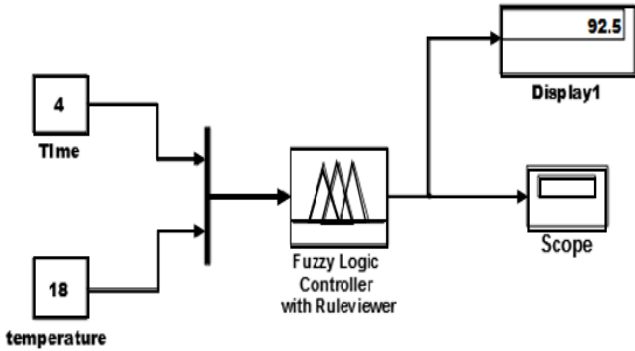 92.5
Display1
4
TIme
Fuzzy Logic
Controller
with Ruleviewer
Scope
18
temperature